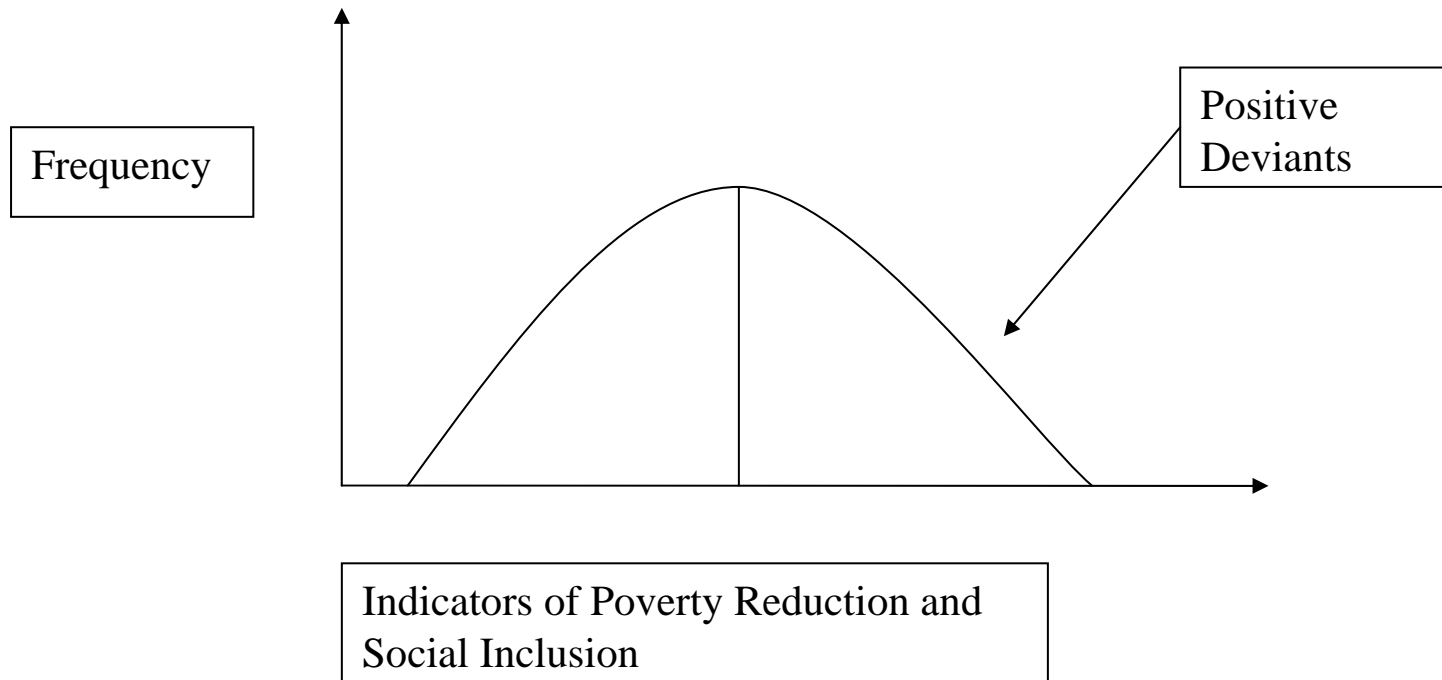 Positive
Deviants
Frequency
Indicators of Poverty Reduction and
Social Inclusion